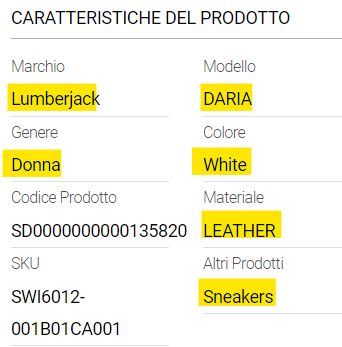 CARATTERISTICHE DEL PRODOTTO
Marchio
Modello
Lumberjack
DARIA
Genere
Colore
Donna
White
Codice Prodotto
Materiale
SD0000000000135820
LEATHER
SKU
Altri Prodotti
SWI6012-
Sneakers
001B01CA001